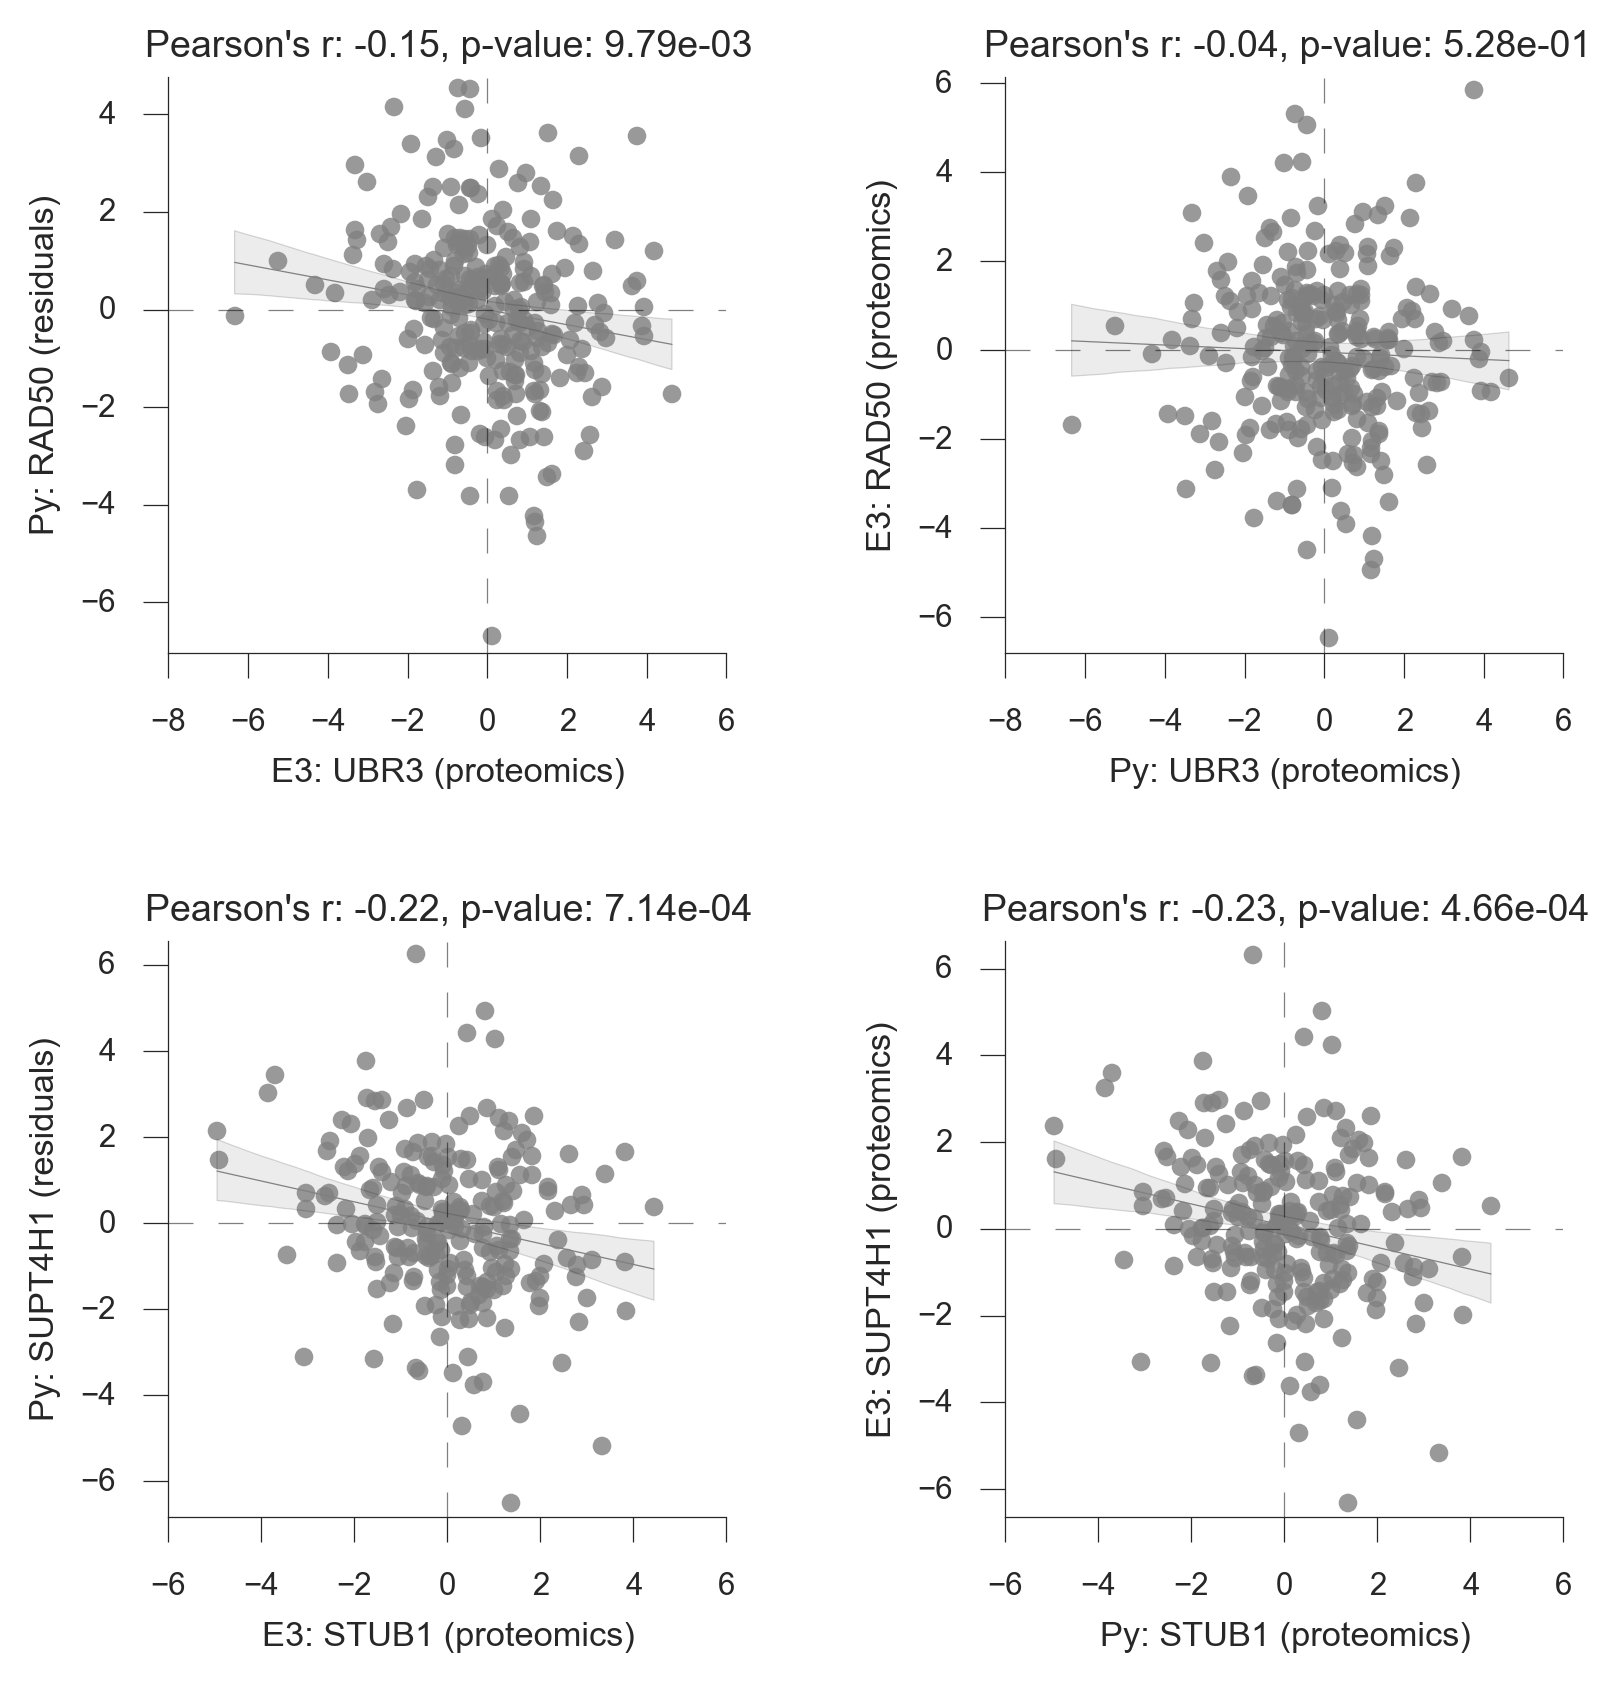 Pearson's r: -0.15, p-value: 9.79e-03
4
2
0
−2
−4
−6
Py: RAD50 (residuals)
−8 −6 −4 −2 0 2 4 6
E3: UBR3 (proteomics)
Pearson's r: -0.04, p-value: 5.28e-01
6
4
2
0
−2
−4
−6
E3: RAD50 (proteomics)
−8 −6 −4 −2 0 2 4 6
Py: UBR3 (proteomics)
Pearson's r: -0.22, p-value: 7.14e-04
6
4
2
0
−2
−4
−6
Py: SUPT4H1 (residuals)
−6 −4 −2 0 2 4 6
E3: STUB1 (proteomics)
Pearson's r: -0.23, p-value: 4.66e-04
6
4
2
0
−2
−4
−6
E3: SUPT4H1 (proteomics)
−6 −4 −2 0 2 4 6
Py: STUB1 (proteomics)